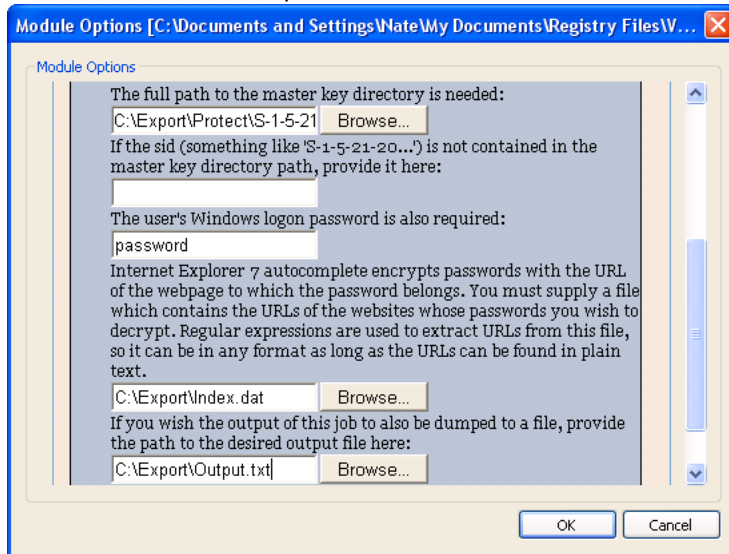 Module Options [C:\Documents and Settings\Nate\My Documents\Registry Files\V...
Module Options
The full path to the master key directory is needed:
C:\Export\Protect\S-1-5-21 Browse...
If the sid (something like 'S-1-5-21-20...') is not contained in the
master key directory path, provide it here:
The user's Windows logon password is also required:
password
Internet Explorer 7 autocomplete encrypts passwords with the URL
of the webpage to which the password belongs. You must supply a file
which contains the URLs of the websites whose passwords you wish to
decrypt. Regular expressions are used to extract URLs from this file,
so it can be in any format as long as the URLs can be found in plain
text.
C:\Export\Index.dat Browse...
If you wish the output of this job to also be dumped to a file, provide
the path to the desired output file here:
C:\Export\Output.txt Browse...
OK Cancel